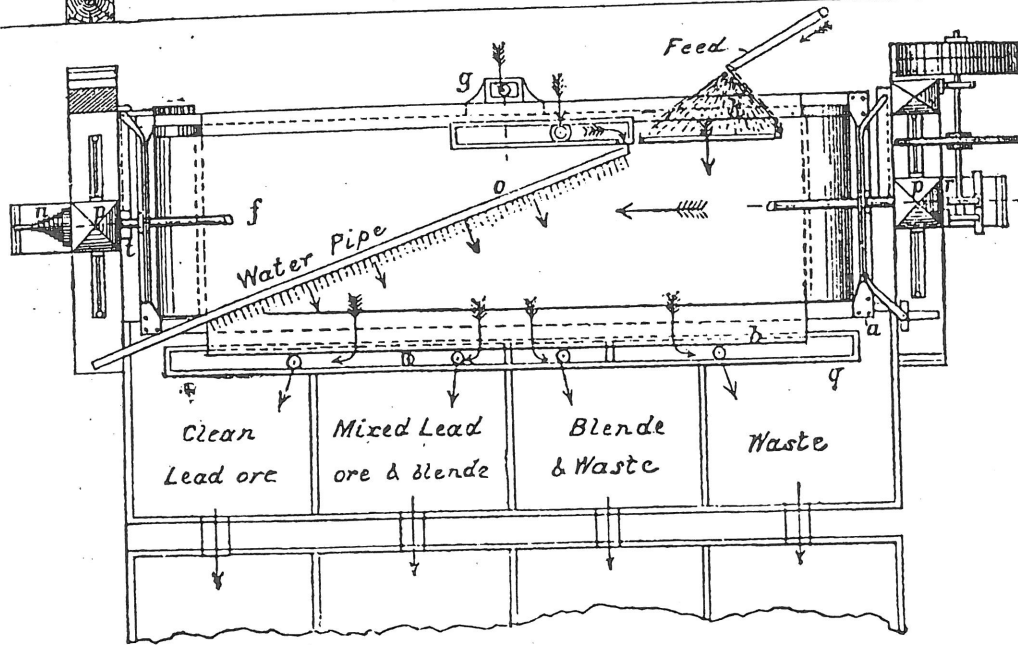 Feed
g
h
o
n
p
t
f
Water Pipe
p
r
a
b
q
Clean
Lead ore
Mixed Lead
ore & blende
Blende
& Waste
Waste